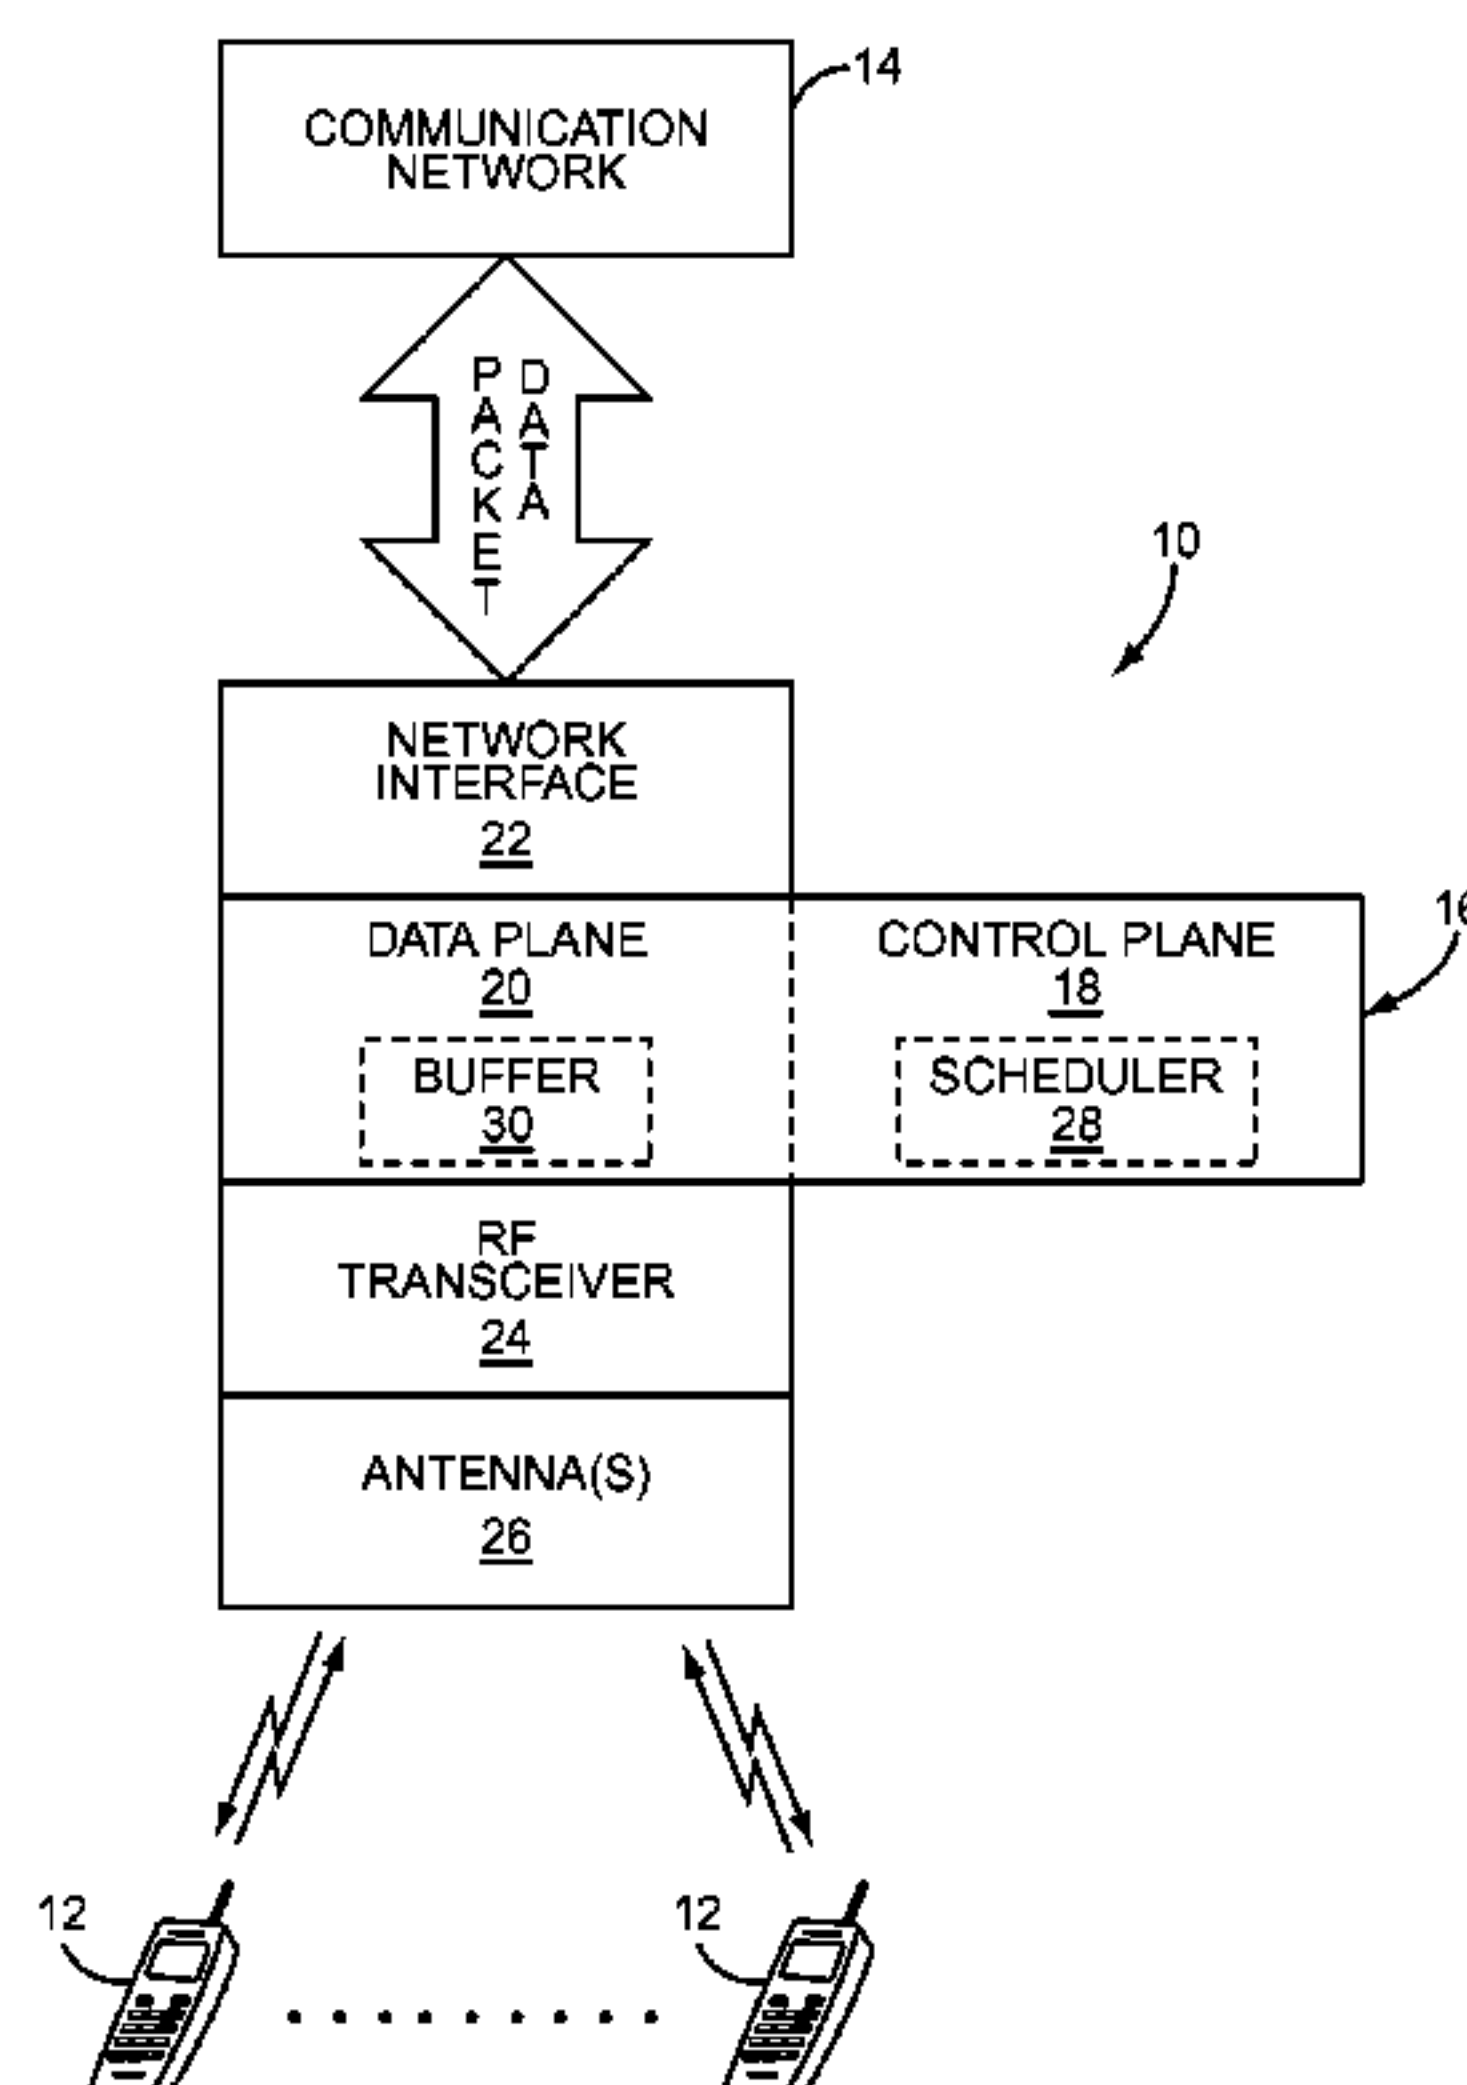 14
COMMUNICATION
NETWORK
PACKET
DATA
10
NETWORK
INTERFACE
22
16
DATA PLANE
20
CONTROL PLANE
18
BUFFER
30
SCHEDULER
28
RF
TRANSCEIVER
24
ANTENNA(S)
26
12
12